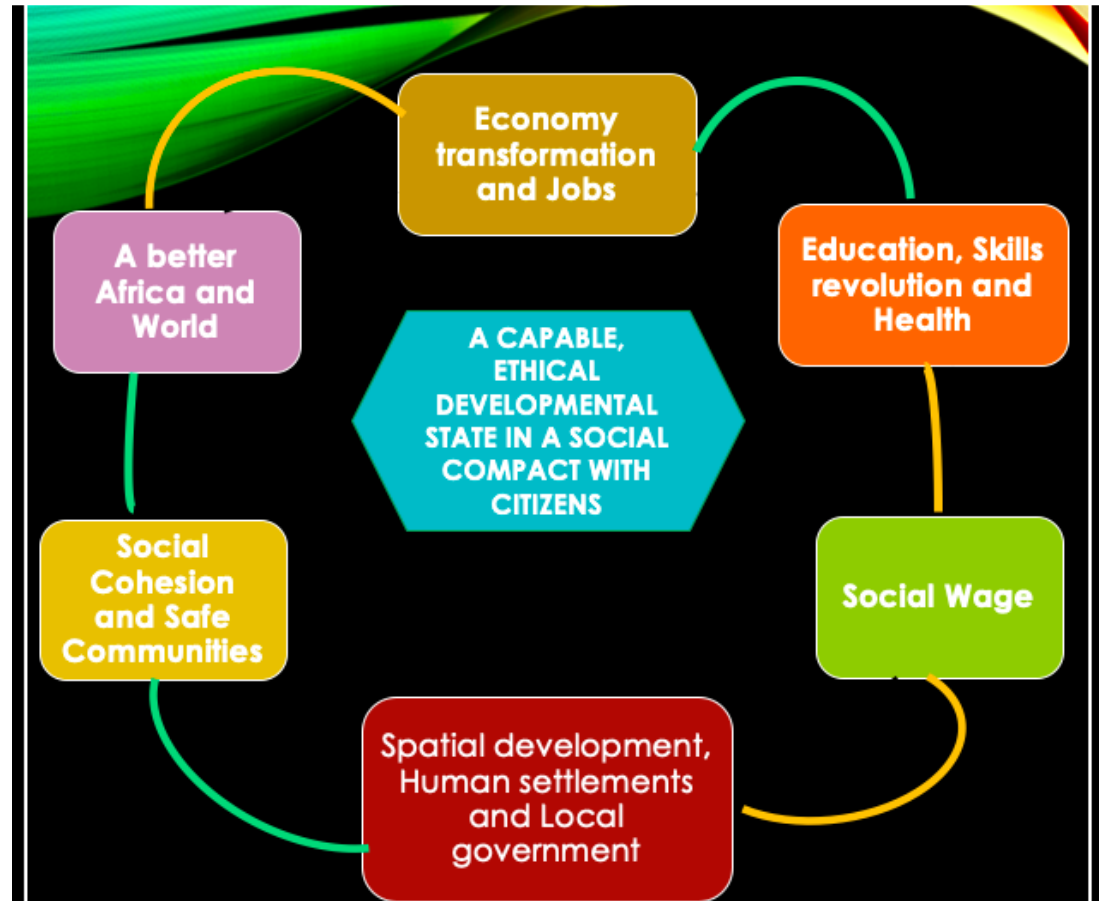 Economy
transformation
and Jobs
Education, Skills
revolution and
Health
Social Wage
Spatial development,
Human settlements
and Local
government
Social
Cohesion
and Safe
Communities
A better
Africa and
World
A CAPABLE,
ETHICAL
DEVELOPMENTAL
STATE IN A SOCIAL
COMPACT WITH
CITIZENS